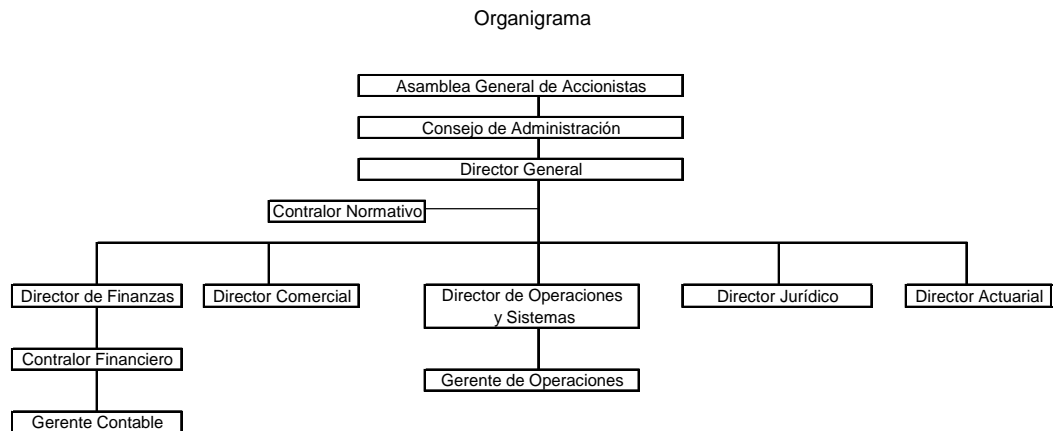 Organigrama
Asamblea General de Accionistas
Consejo de Administración
Director General
Contralor Normativo
Director de Finanzas
Director Comercial
Director de Operaciones
y Sistemas
Director Jurídico
Director Actuarial
Contralor Financiero
Gerente de Operaciones
Gerente Contable